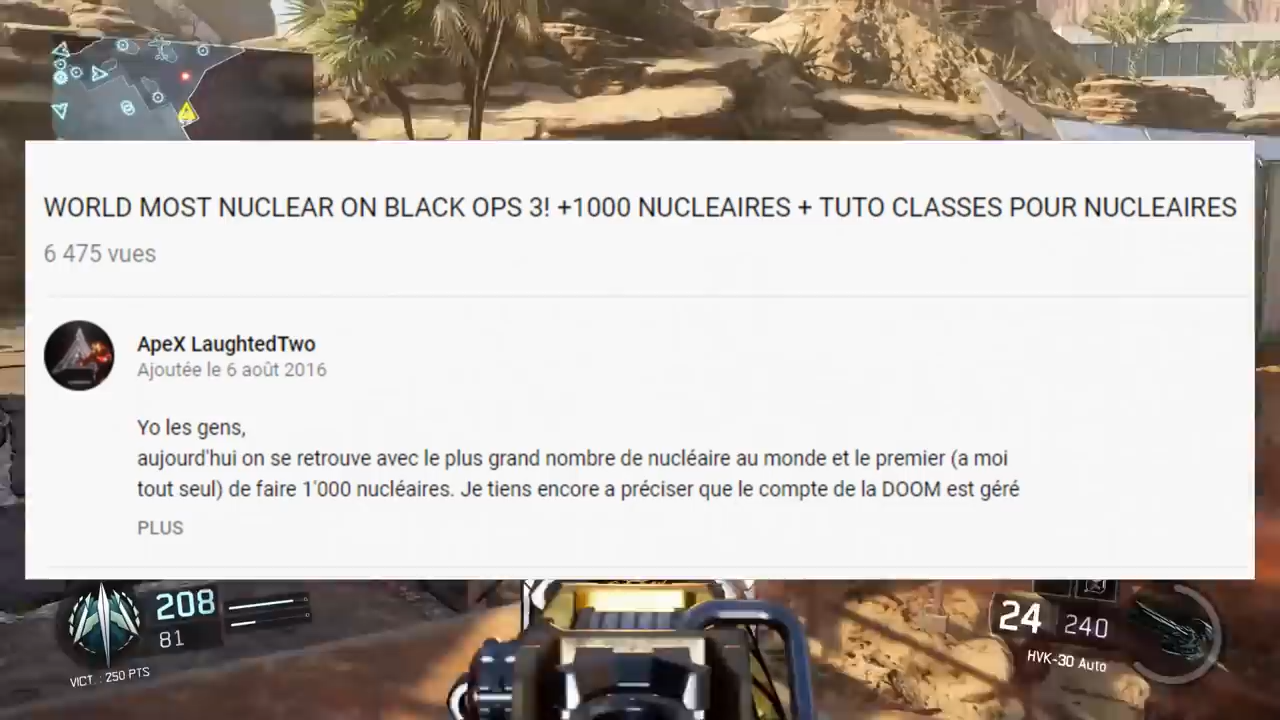 WORLD MOST NUCLEAR ON BLACK OPS 3! +1000 NUCLEAIRES + TUTO CLASSES POUR NUCLEAIRES
6 475 vues
ApeX LaughtedTwo
Ajoutée le 6 août 2016
Yo les gens,
aujourd'hui on se retrouve avec le plus grand nombre de nucléaire au monde et le premier (a moi
tout seul) de faire 1'000 nucléaires. Je tiens encore a préciser que le compte de la DOOM est géré
PLUS
208
81
VICT. : 250 PTS
24 240
HVK-30 Auto